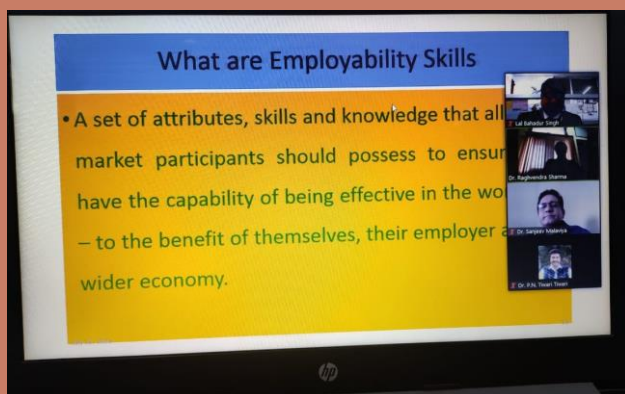 What are Employability Skills
• A set of attributes, skills and knowledge that all
market participants should possess to ensur
have the capability of being effective in the wo
– to the benefit of themselves, their employer a
wider economy.
Lal Bahadur Singh
Dr. Raghvendra Sharma
Dr. Sanjeev Malaviya
Dr. P.N. Tiwari Tiwari
hp